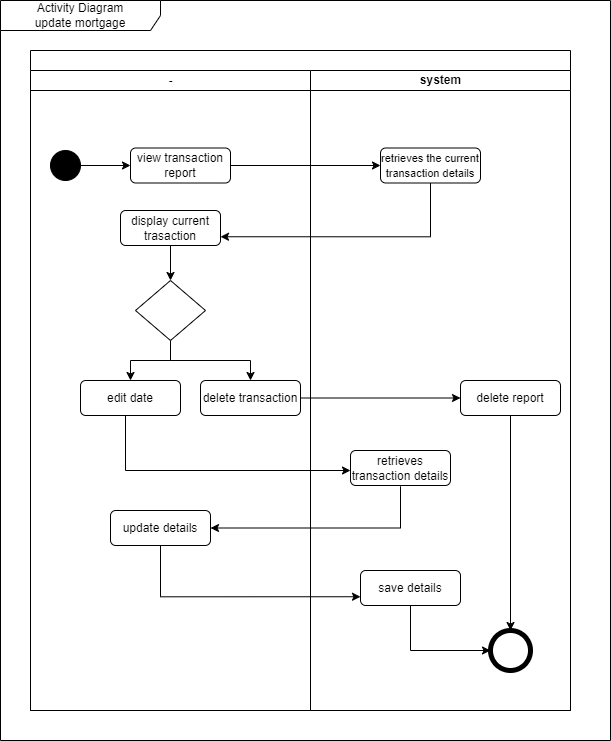 Activity Diagram
update mortgage
-
system
view transaction
report
retrieves the current
transaction details
display current
trasaction
edit date
delete transaction
delete report
retrieves
transaction details
update details
save details